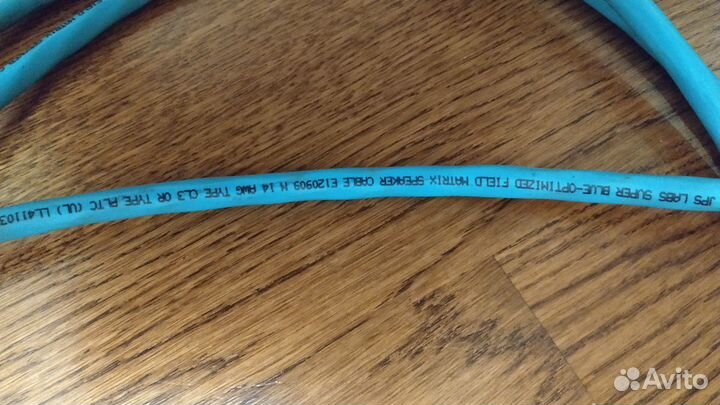 JPS LABS SUPER BLUE-OPTIMIZED FIELD MATRIX SPEAKER CABLE E120909 H 14 AWG TYPE CL3 OR TYPE PLTC (UL) LL41103
Avito